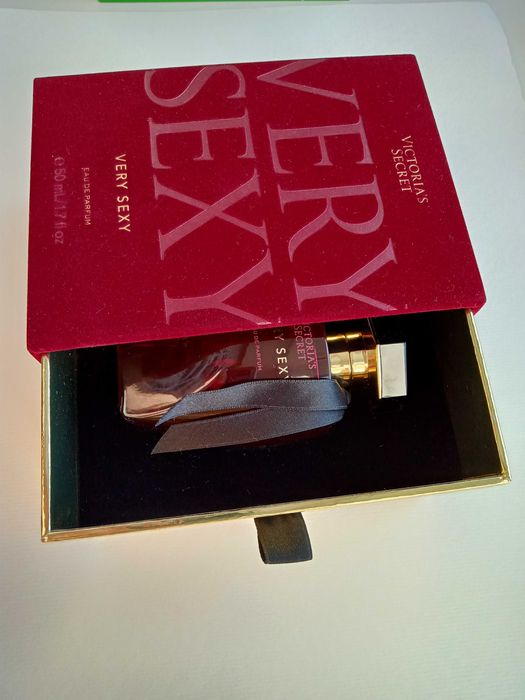 VICTORIA'S
SECRET
VERY
SEXY
VERY SEXY
EAU DE PARFUM
℮ 50 mL / 1.7 fl oz
VICTORIA'S
SECRET
Y SEXY
DE PARFUM